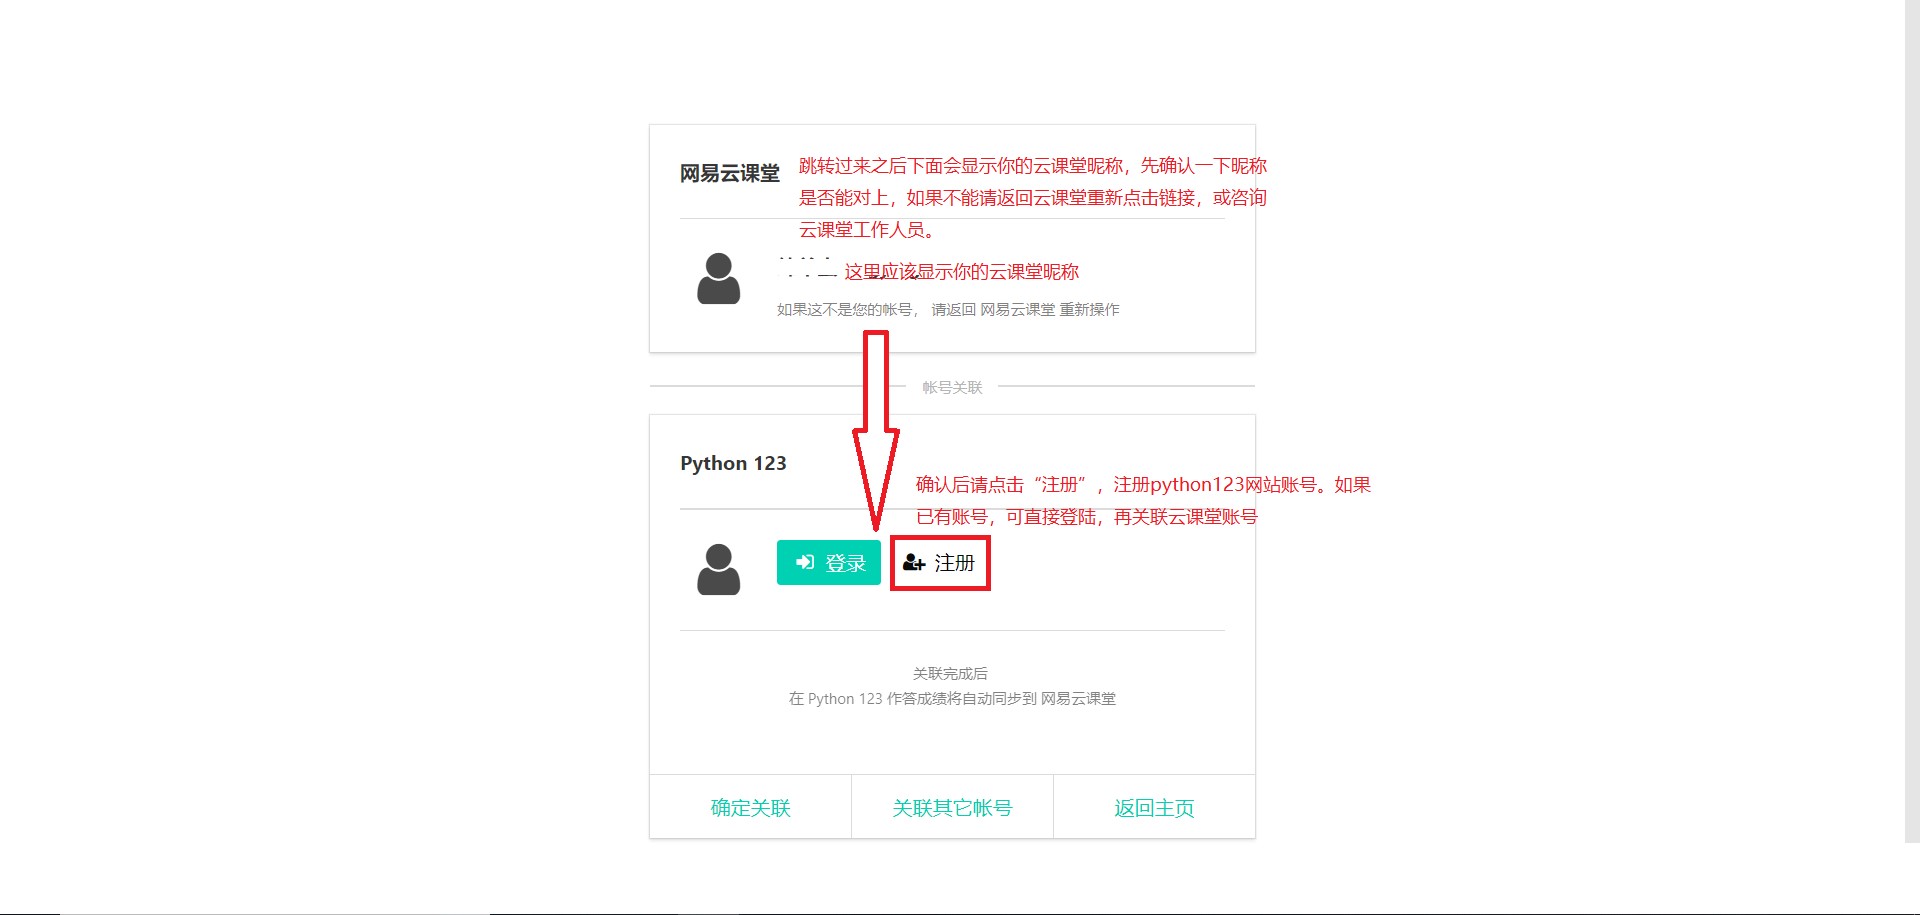 网易云课堂
跳转过来之后下面会显示你的云课堂昵称，先确认一下昵称
是否能对上，如果不能请返回云课堂重新点击链接，或咨询
云课堂工作人员。
这里应该显示你的云课堂昵称
如果这不是您的帐号， 请返回 网易云课堂 重新操作
帐号关联
Python 123
确认后请点击“注册”，注册python123网站账号。如果
已有账号，可直接登陆，再关联云课堂账号
登录 注册
关联完成后
在 Python 123 作答成绩将自动同步到 网易云课堂
确定关联 关联其它帐号 返回主页